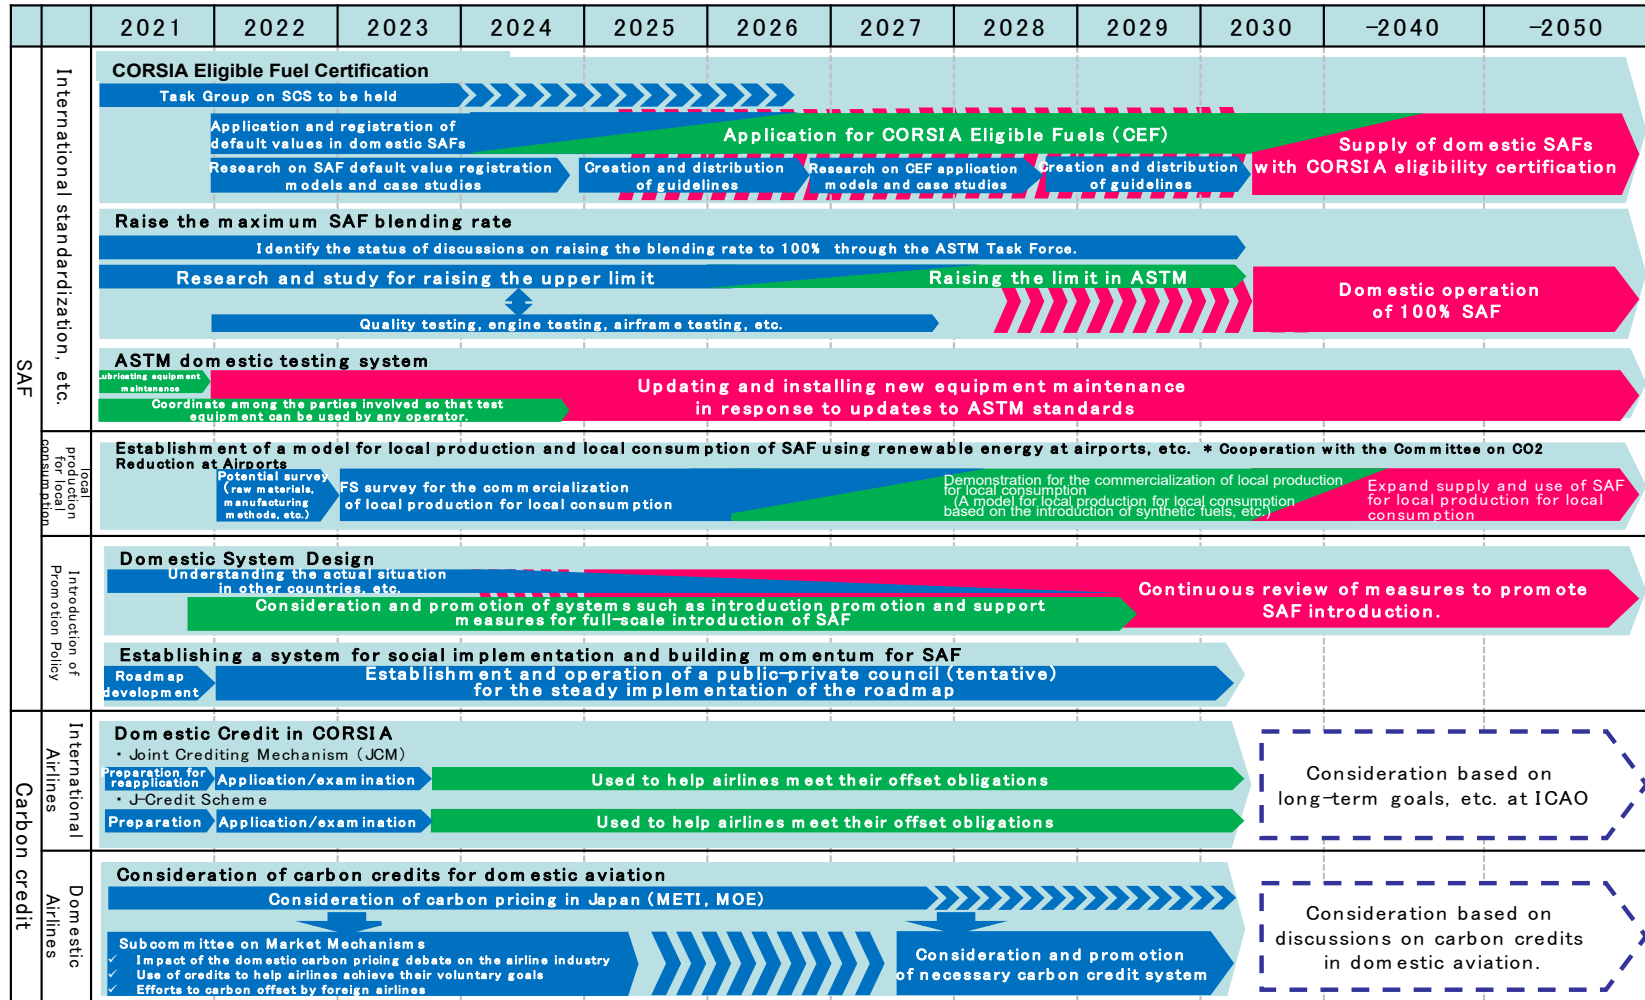 2021 2022 2023 2024 2025 2026 2027 2028 2029 2030 -2040 -2050
SAF
International standardization, etc.
CORSIA Eligible Fuel Certification
Task Group on SCS to be held
Application and registration of
default values in domestic SAFs
Application for CORSIA Eligible Fuels (CEF)
Supply of domestic SAFs
with CORSIA eligibility certification
Research on SAF default value registration
models and case studies
Creation and distribution
of guidelines
Research on CEF application
models and case studies
Creation and distribution
of guidelines
Raise the maximum SAF blending rate
Identify the status of discussions on raising the blending rate to 100% through the ASTM Task Force.
Research and study for raising the upper limit
Raising the limit in ASTM
Domestic operation
of 100% SAF
Quality testing, engine testing, airframe testing, etc.
ASTM domestic testing system
Lubricating equipment
maintenance
Updating and installing new equipment maintenance
in response to updates to ASTM standards
Coordinate among the parties involved so that test
equipment can be used by any operator.
local
production
for local
consumption
Establishment of a model for local production and local consumption of SAF using renewable energy at airports, etc. * Cooperation with the Committee on CO2
Reduction at Airports
Potential survey
(raw materials,
manufacturing
methods, etc.)
FS survey for the commercialization
of local production for local consumption
Demonstration for the commercialization of local production
for local consumption
(A model for local production for local consumption
based on the introduction of synthetic fuels, etc.)
Expand supply and use of SAF
for local production for local
consumption
Introduction of
Promotion Policy
Domestic System Design
Understanding the actual situation
in other countries, etc.
Consideration and promotion of systems such as introduction promotion and support
measures for full-scale introduction of SAF
Continuous review of measures to promote
SAF introduction.
Establishing a system for social implementation and building momentum for SAF
Roadmap
development
Establishment and operation of a public-private council (tentative)
for the steady implementation of the roadmap
Carbon credit
International
Airlines
Domestic Credit in CORSIA
・Joint Crediting Mechanism (JCM)
Preparation for
reapplication
Application/examination
Used to help airlines meet their offset obligations
・J-Credit Scheme
Preparation
Application/examination
Used to help airlines meet their offset obligations
Consideration based on
long-term goals, etc. at ICAO
Domestic
Airlines
Consideration of carbon credits for domestic aviation
Consideration of carbon pricing in Japan (METI, MOE)
Subcommittee on Market Mechanisms
✓ Impact of the domestic carbon pricing debate on the airline industry
✓ Use of credits to help airlines achieve their voluntary goals
✓ Efforts to carbon offset by foreign airlines
Consideration and promotion
of necessary carbon credit system
Consideration based on
discussions on carbon credits
in domestic aviation.